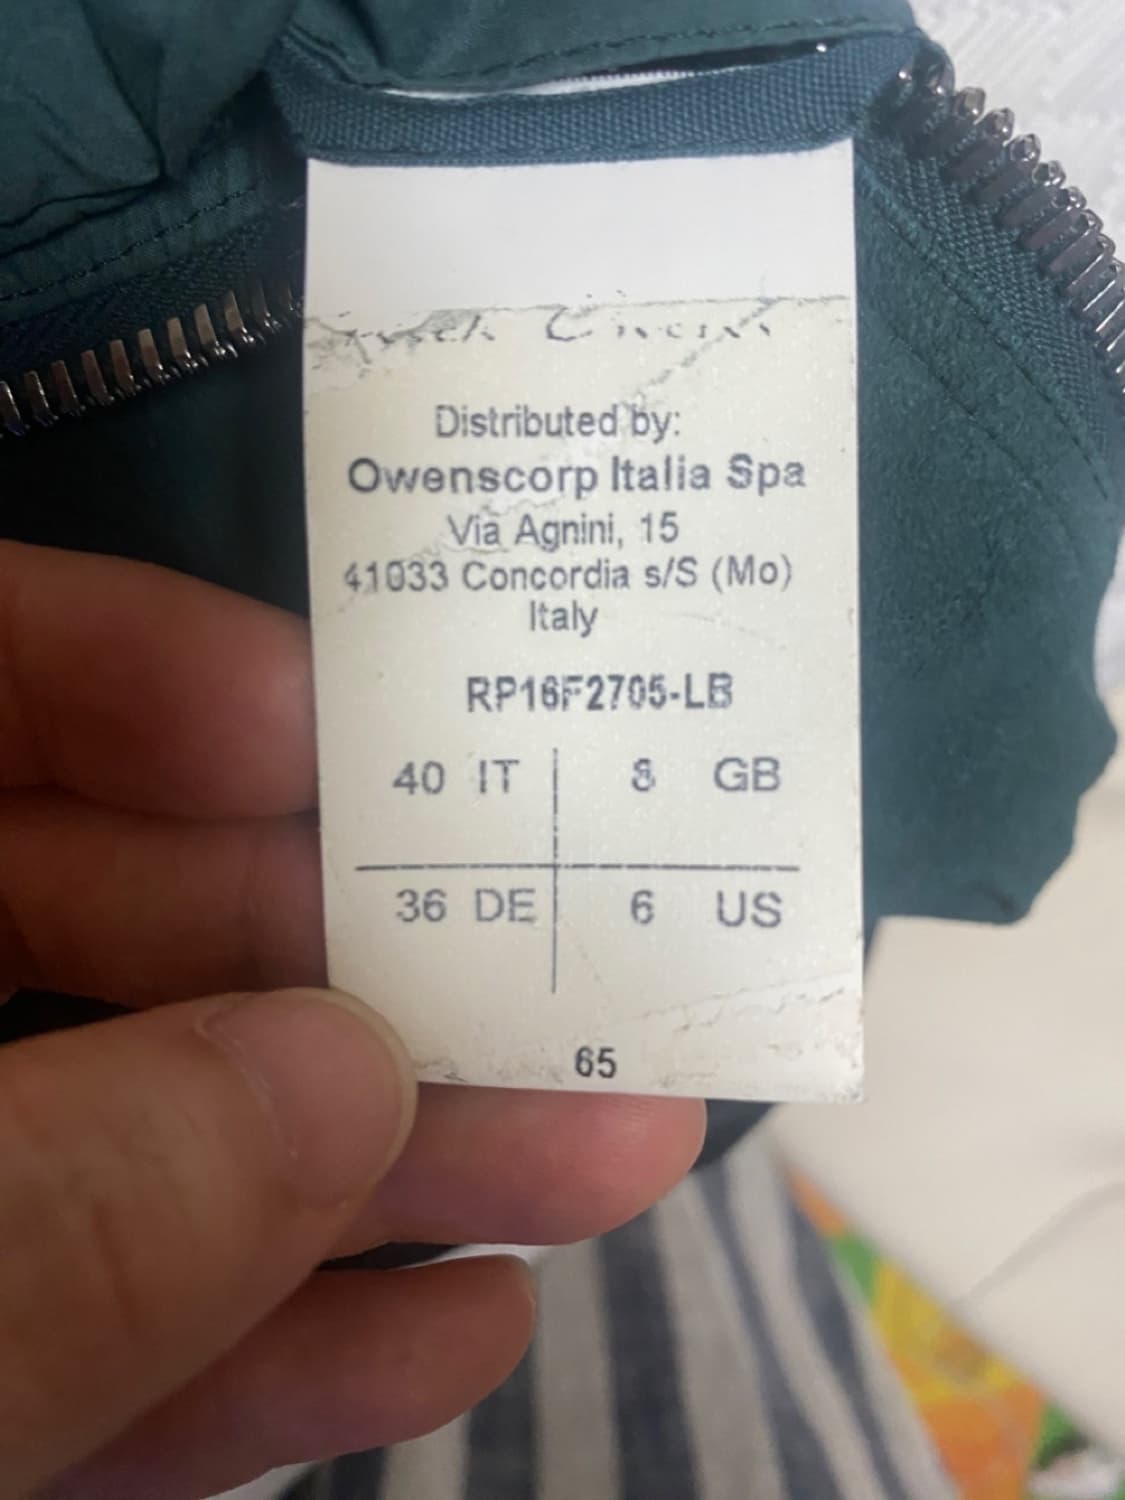 Distributed by:
Owenscorp Italia Spa
Via Agnini, 15
41033 Concordia s/S (Mo)
Italy
RP16F2705-LB
40 IT 8 GB
36 DE 6 US
65